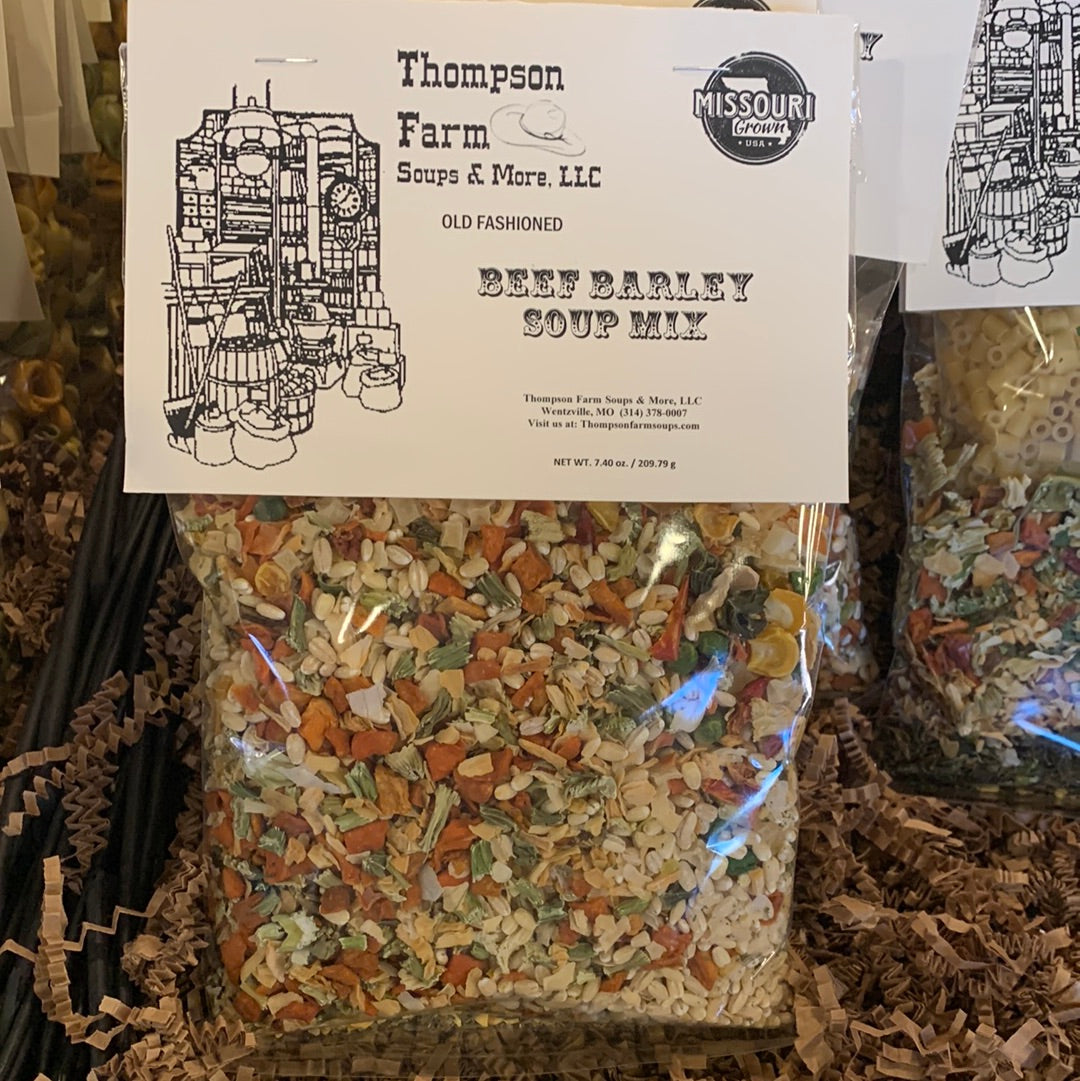 Thompson
Farm
Soups & More, LLC
MISSOURI
Grown
• USA •
OLD FASHIONED
BEEF BARLEY
SOUP MIX
Thompson Farm Soups & More, LLC
Wentzville, MO (314) 378-0007
Visit us at: Thompsonfarmsoups.com
NET WT. 7.40 oz. / 209.79 g
Y